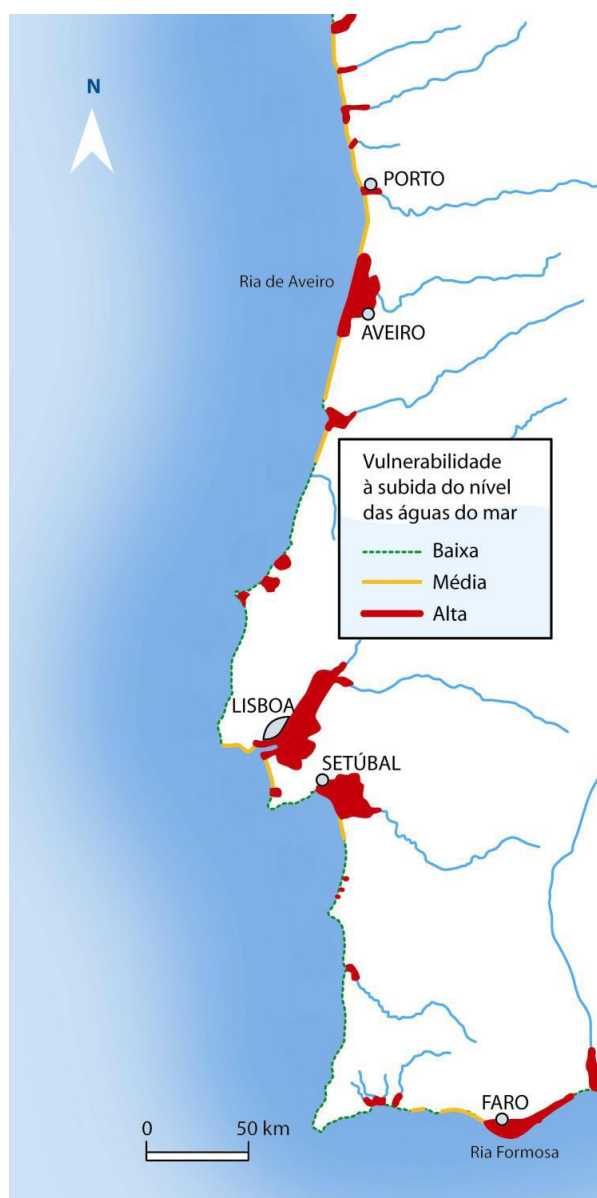 N
PORTO
Ria de Aveiro
AVEIRO
Vulnerabilidade
à subida do nível
das águas do mar
Baixa
Média
Alta
LISBOA
SETÚBAL
0 50 km
FARO
Ria Formosa